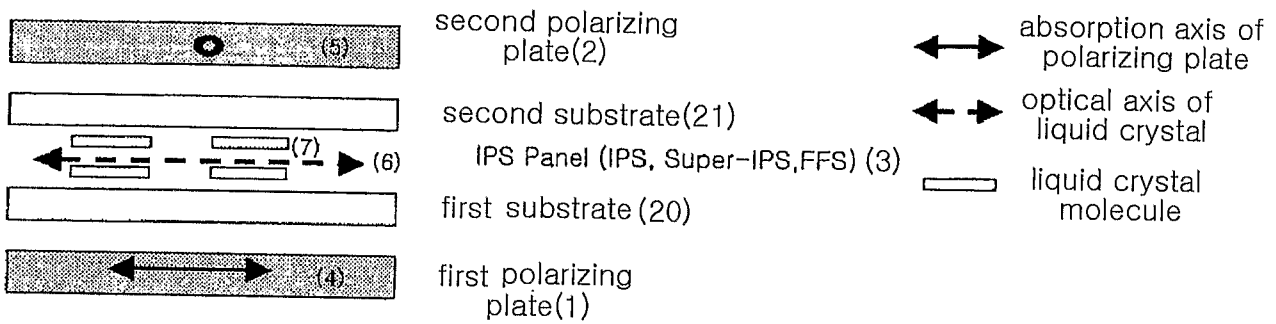 (5)
second polarizing
plate(2)
absorption axis of
polarizing plate
second substrate(21)
optical axis of
liquid crystal
(7)
(6)
IPS Panel (IPS, Super-IPS,FFS) (3)
liquid crystal
molecule
first substrate(20)
(4)
first polarizing
plate(1)